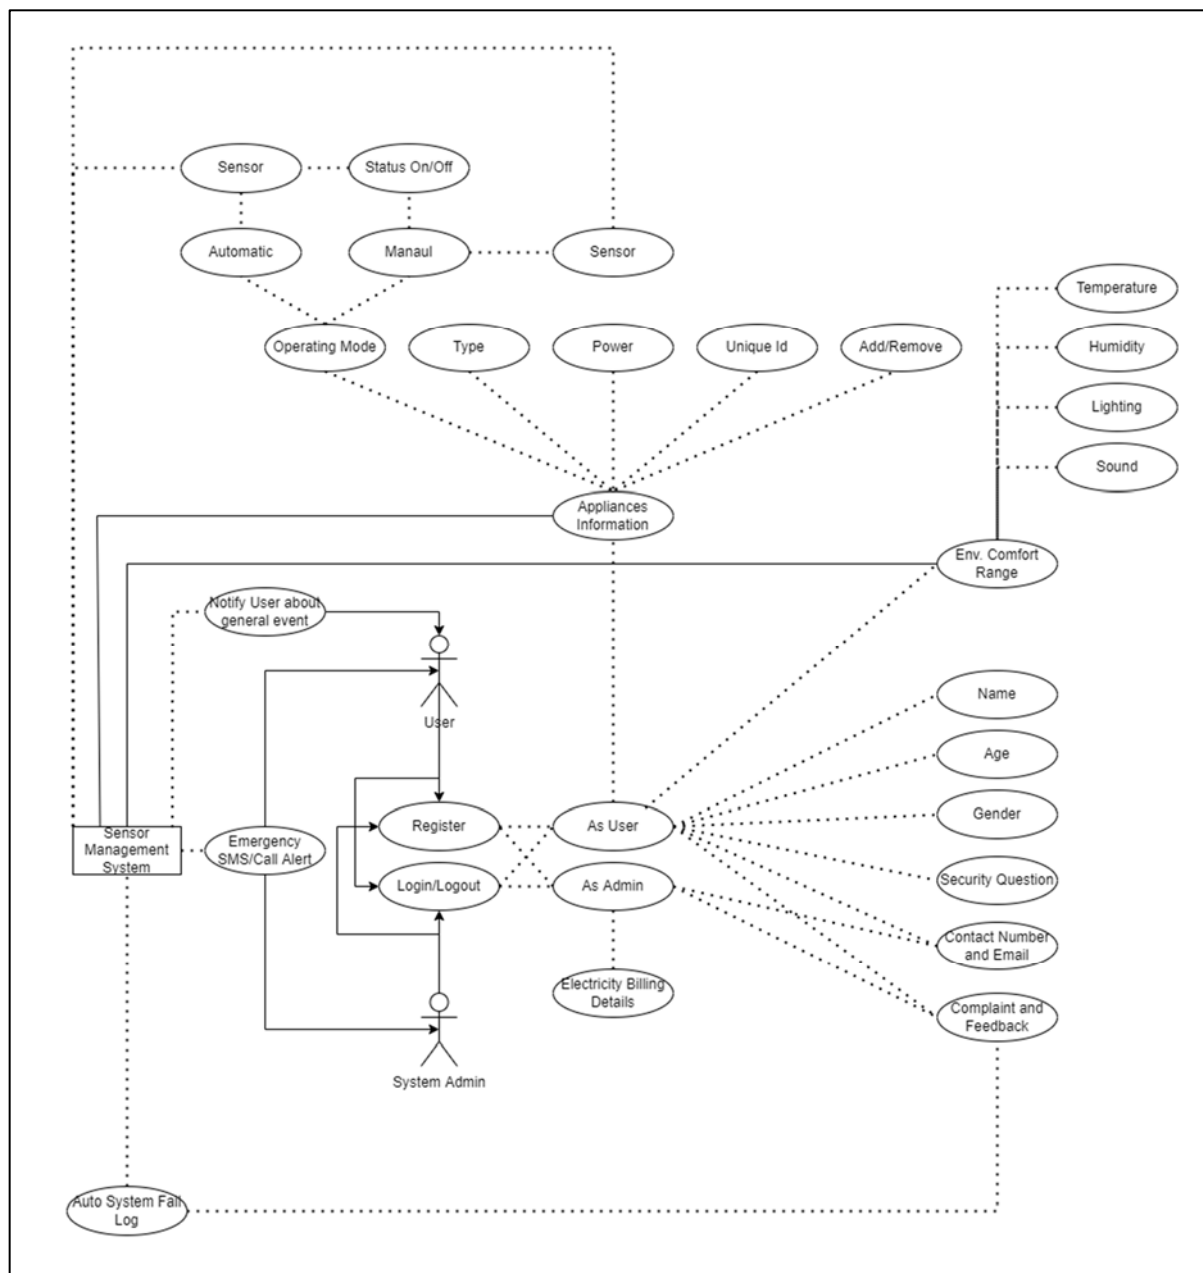 Sensor
Status On/Off
Automatic
Manaul
Sensor
Temperature
Operating Mode
Type
Power
Unique Id
Add/Remove
Humidity
Lighting
Sound
Appliances
Information
Env. Comfort
Range
Notify User about
general event
User
Name
Age
Gender
Sensor
Management
System
Emergency
SMS/Call Alert
Register
As User
Login/Logout
As Admin
Security Question
Contact Number
and Email
Electricity Billing
Details
Complaint and
Feedback
System Admin
Auto System Fail
Log